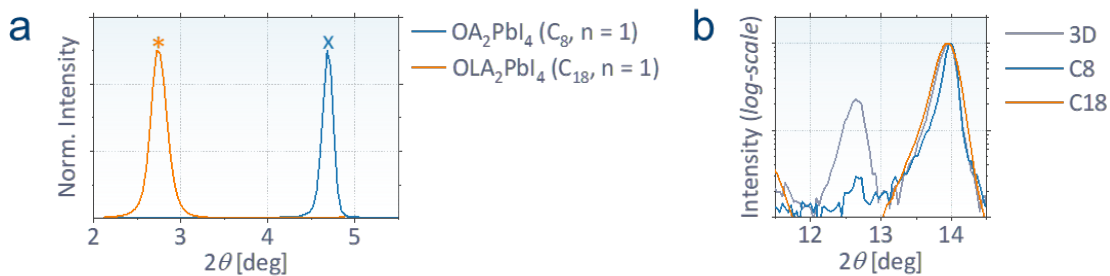 a
Norm. Intensity
*
x
2
3
4
5
2θ [deg]
OA₂PbI₄ (C₈, n = 1)
OLA₂PbI₄ (C₁₈, n = 1)
b
Intensity (log-scale)
12
13
14
2θ [deg]
3D
C8
C18